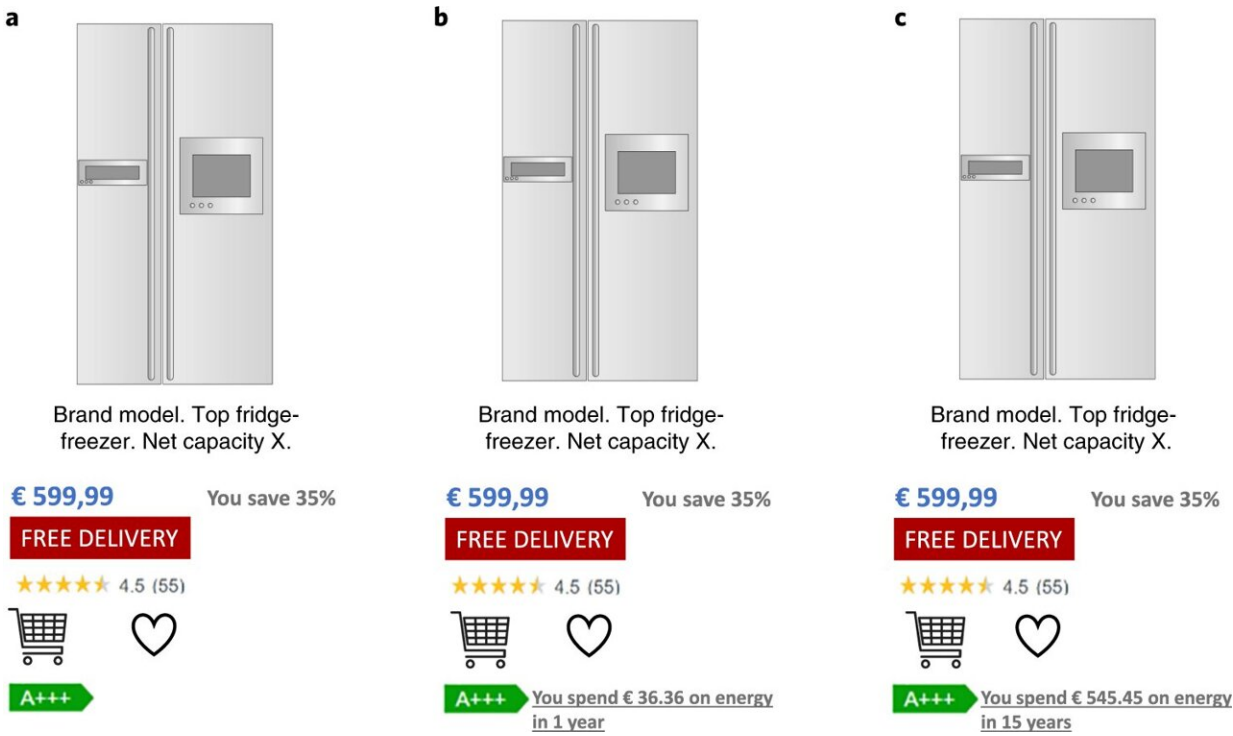 a
Brand model. Top fridge-
freezer. Net capacity X.
€ 599,99 You save 35%
FREE DELIVERY
4.5 (55)
A+++
b
Brand model. Top fridge-
freezer. Net capacity X.
€ 599,99 You save 35%
FREE DELIVERY
4.5 (55)
A+++ You spend € 36.36 on energy
in 1 year
c
Brand model. Top fridge-
freezer. Net capacity X.
€ 599,99 You save 35%
FREE DELIVERY
4.5 (55)
A+++ You spend € 545.45 on energy
in 15 years